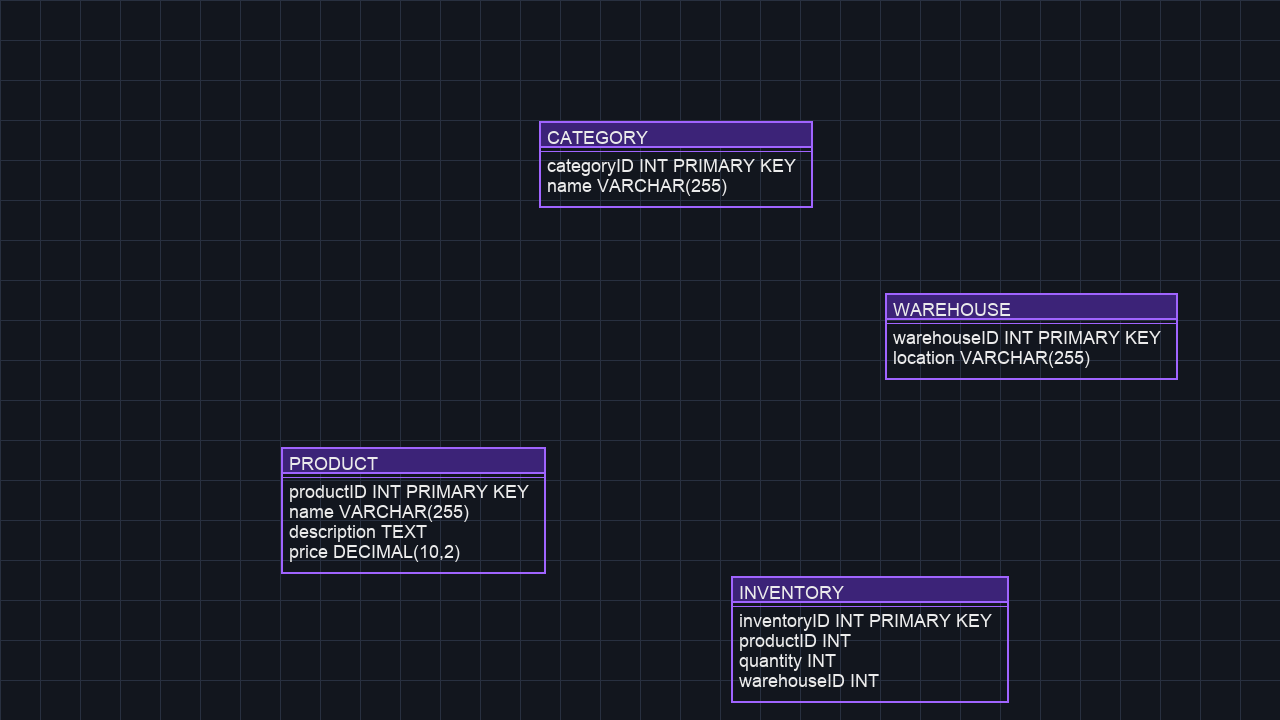 CATEGORY
categoryID INT PRIMARY KEY
name VARCHAR(255)
WAREHOUSE
warehouseID INT PRIMARY KEY
location VARCHAR(255)
PRODUCT
productID INT PRIMARY KEY
name VARCHAR(255)
description TEXT
price DECIMAL(10,2)
INVENTORY
inventoryID INT PRIMARY KEY
productID INT
quantity INT
warehouseID INT